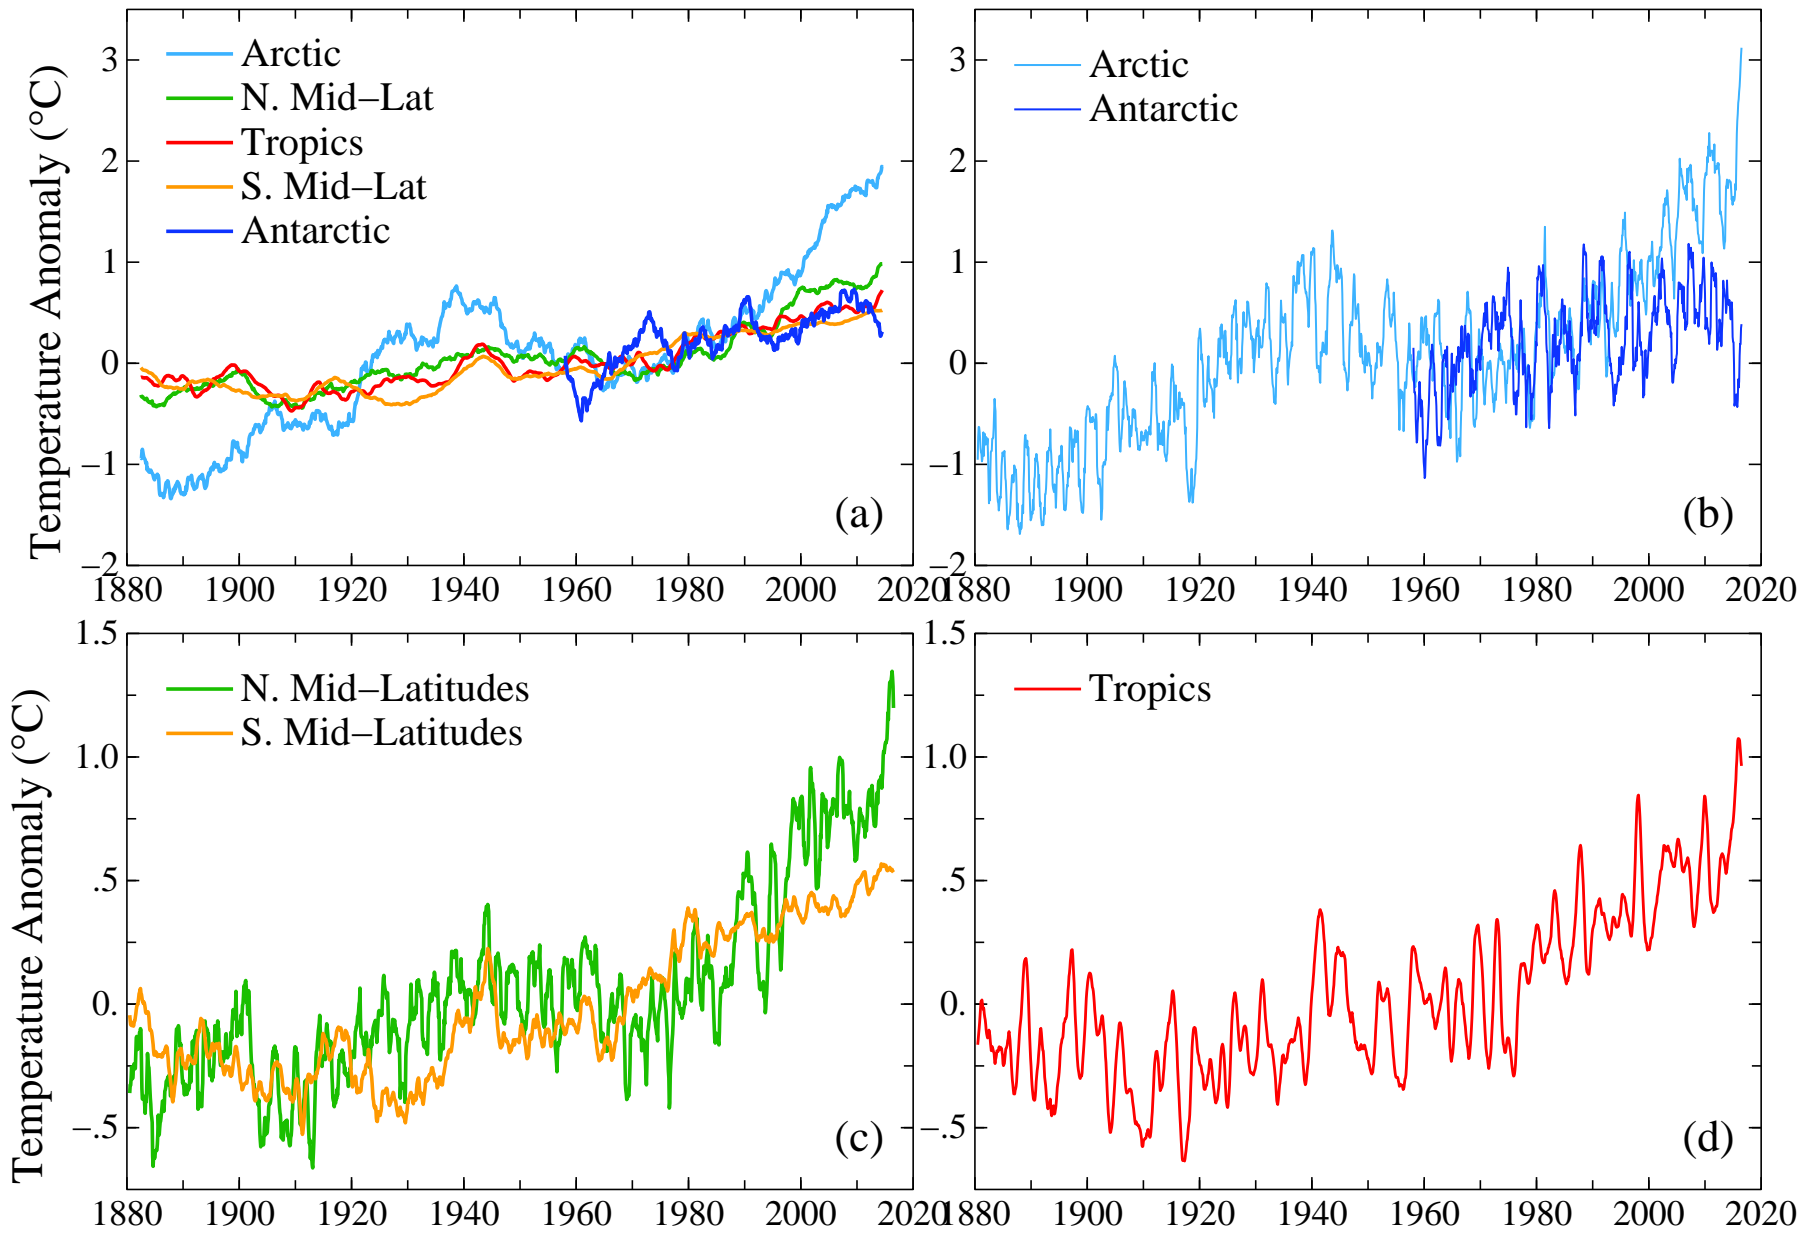 Temperature Anomaly (°C)
3
2
1
0
−1
−2
Arctic
N. Mid−Lat
Tropics
S. Mid−Lat
Antarctic
(a)
1880 1900 1920 1940 1960 1980 2000 2020
3
2
1
0
−1
−2
Arctic
Antarctic
(b)
1880 1900 1920 1940 1960 1980 2000 2020
Temperature Anomaly (°C)
1.5
1.0
.5
0.
−.5
N. Mid−Latitudes
S. Mid−Latitudes
(c)
1880 1900 1920 1940 1960 1980 2000 2020
1.5
1.0
.5
0.
−.5
Tropics
(d)
1880 1900 1920 1940 1960 1980 2000 2020